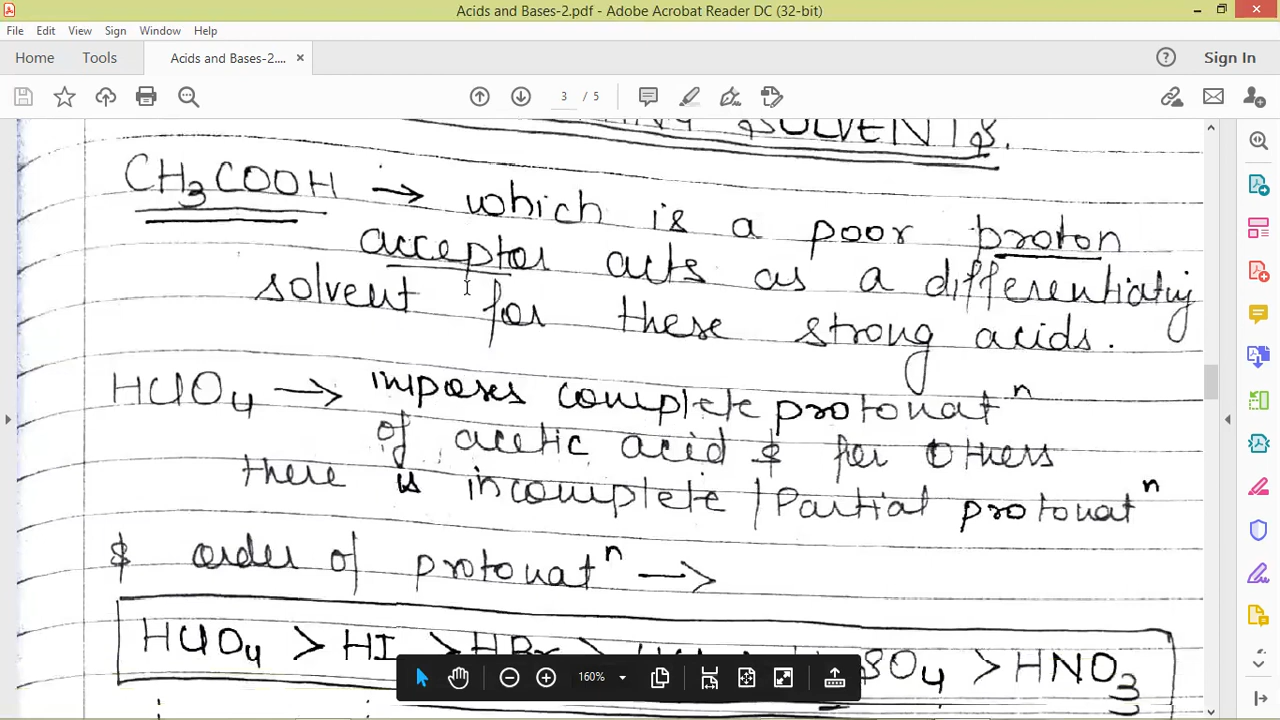 Acids and Bases-2.pdf - Adobe Acrobat Reader DC (32-bit)
File Edit View Sign Window Help
Home Tools Acids and Bases-2.... × Sign In
3 / 5
SOLVENTS.
CH3COOH → which is a poor proton
acceptor acts as a differentiating
solvent for these strong acids.
HClO4 → imposes complete protonatⁿ
of acetic acid & for others
there is incomplete / Partial protonatⁿ
& order of protonatⁿ →
HClO4 > HI > HBr > SO4 > HNO3
160%